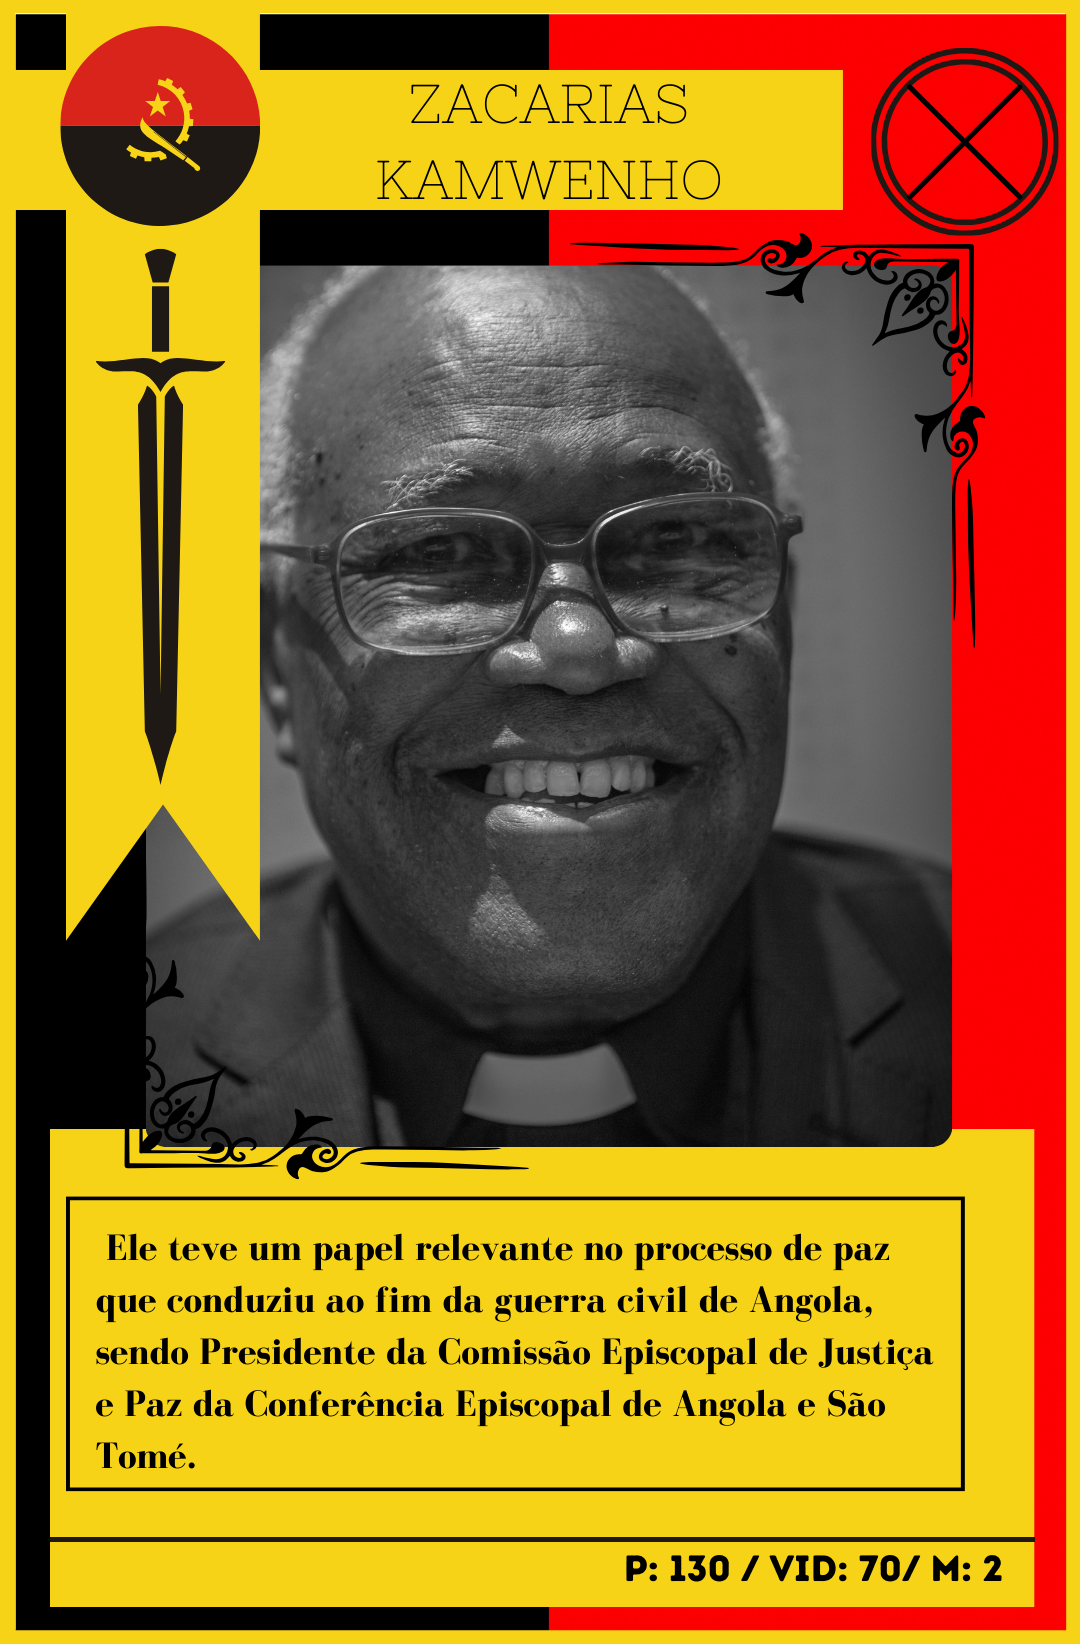 ZACARIAS
KAMWENHO
Ele teve um papel relevante no processo de paz
que conduziu ao fim da guerra civil de Angola,
sendo Presidente da Comissão Episcopal de Justiça
e Paz da Conferência Episcopal de Angola e São
Tomé.
P: 130 / VID: 70/ M: 2